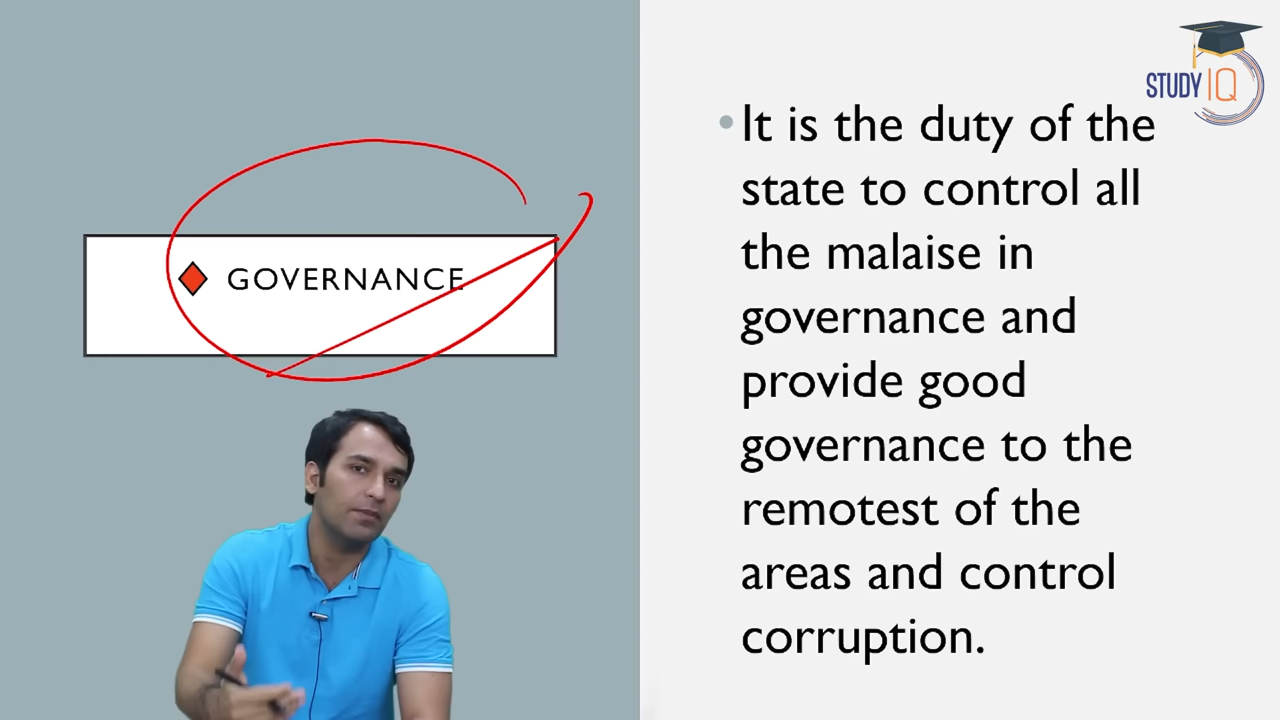 STUDY IQ
GOVERNANCE
It is the duty of the
state to control all
the malaise in
governance and
provide good
governance to the
remotest of the
areas and control
corruption.